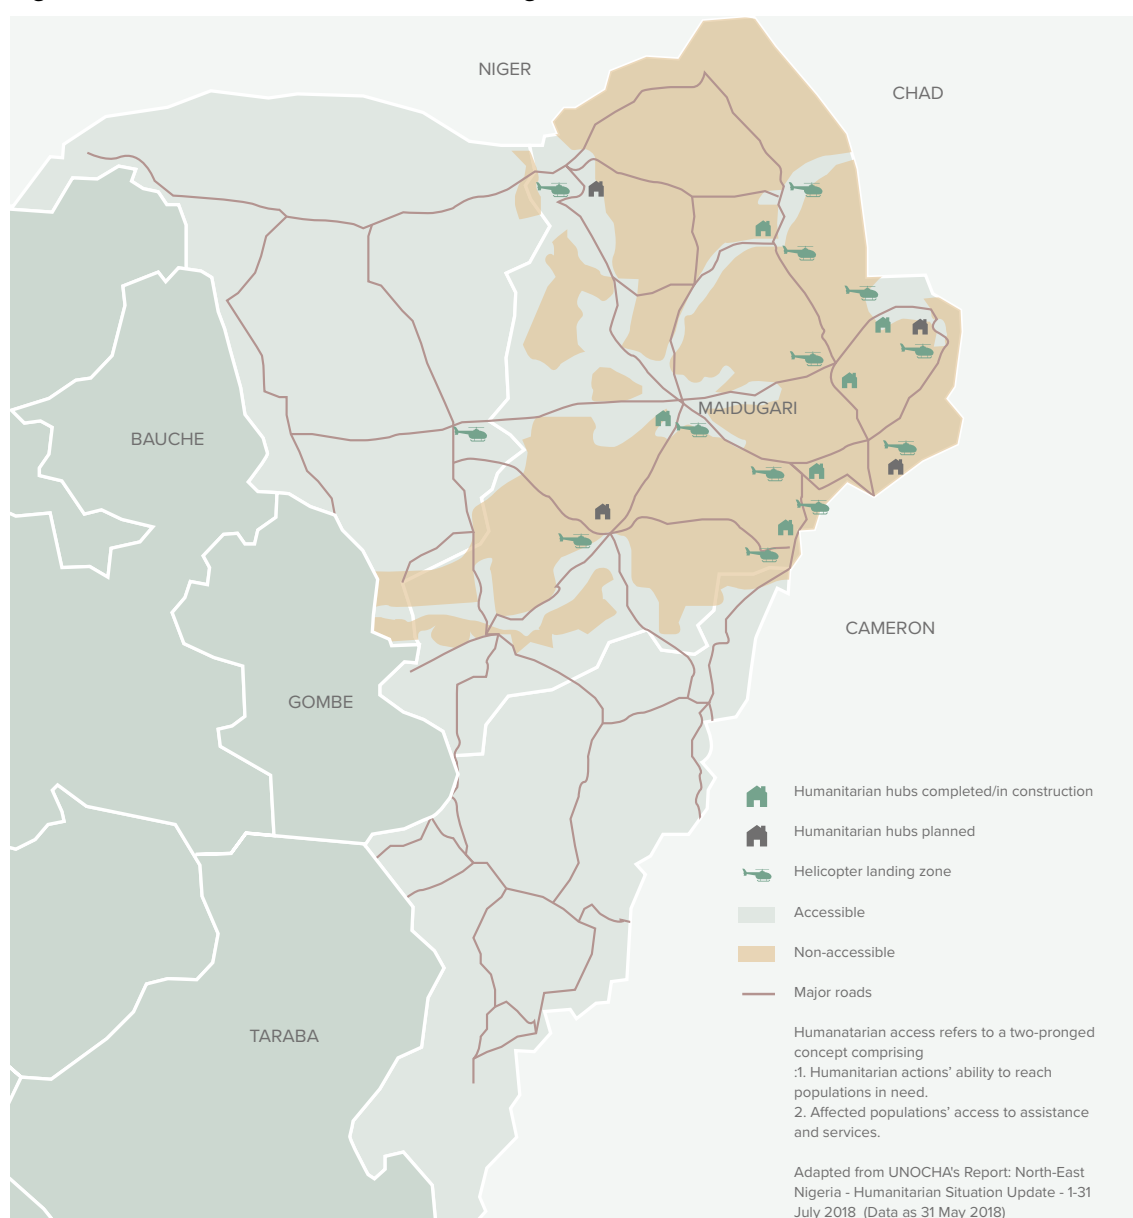 NIGER
CHAD
MAIDUGARI
BAUCHE
CAMERON
GOMBE
TARABA
Humanitarian hubs completed/in construction
Humanitarian hubs planned
Helicopter landing zone
Accessible
Non-accessible
Major roads
Humanatarian access refers to a two-pronged
concept comprising
:1. Humanitarian actions’ ability to reach
populations in need.
2. Affected populations’ access to assistance
and services.
Adapted from UNOCHA's Report: North-East
Nigeria - Humanitarian Situation Update - 1-31
July 2018 (Data as 31 May 2018)